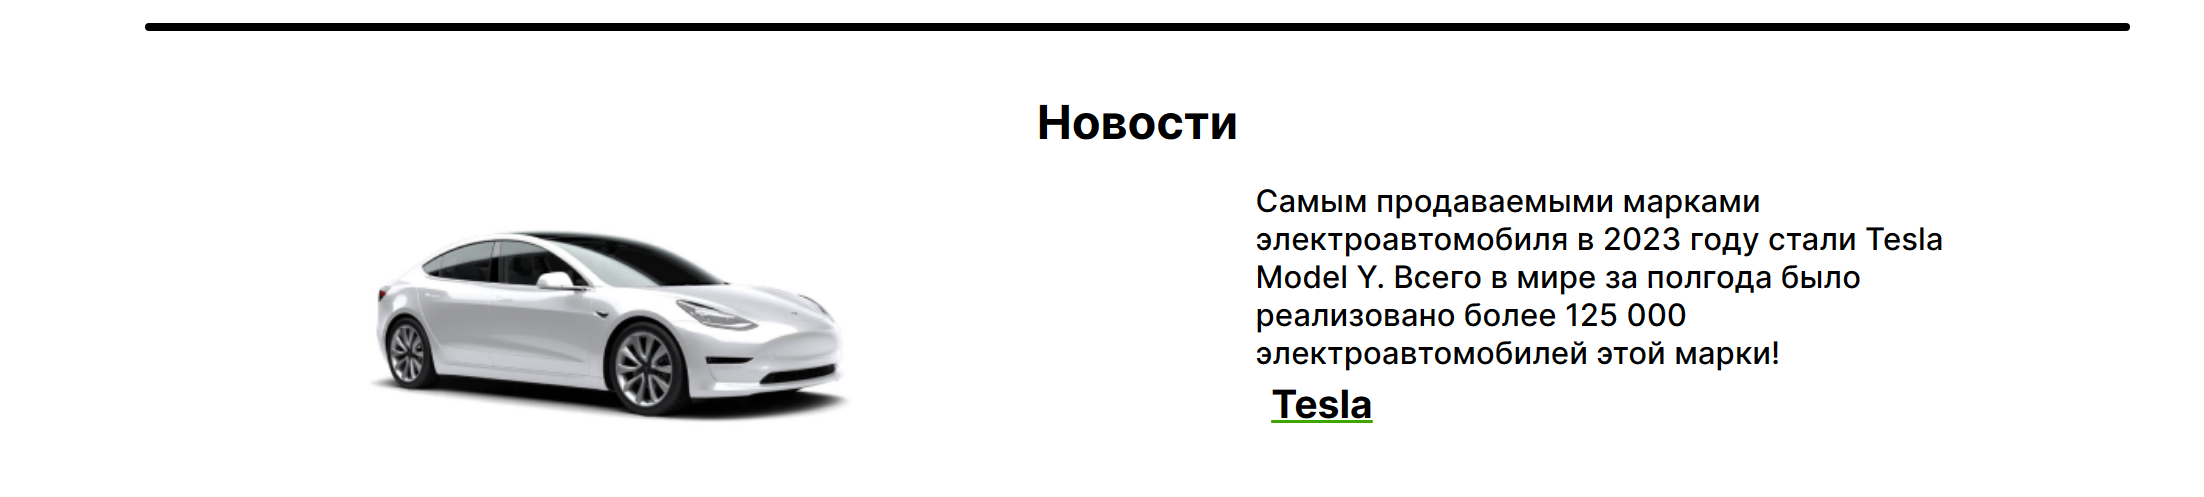 Новости
Самым продаваемыми марками
электроавтомобиля в 2023 году стали Tesla
Model Y. Всего в мире за полгода было
реализовано более 125 000
электроавтомобилей этой марки!
Tesla